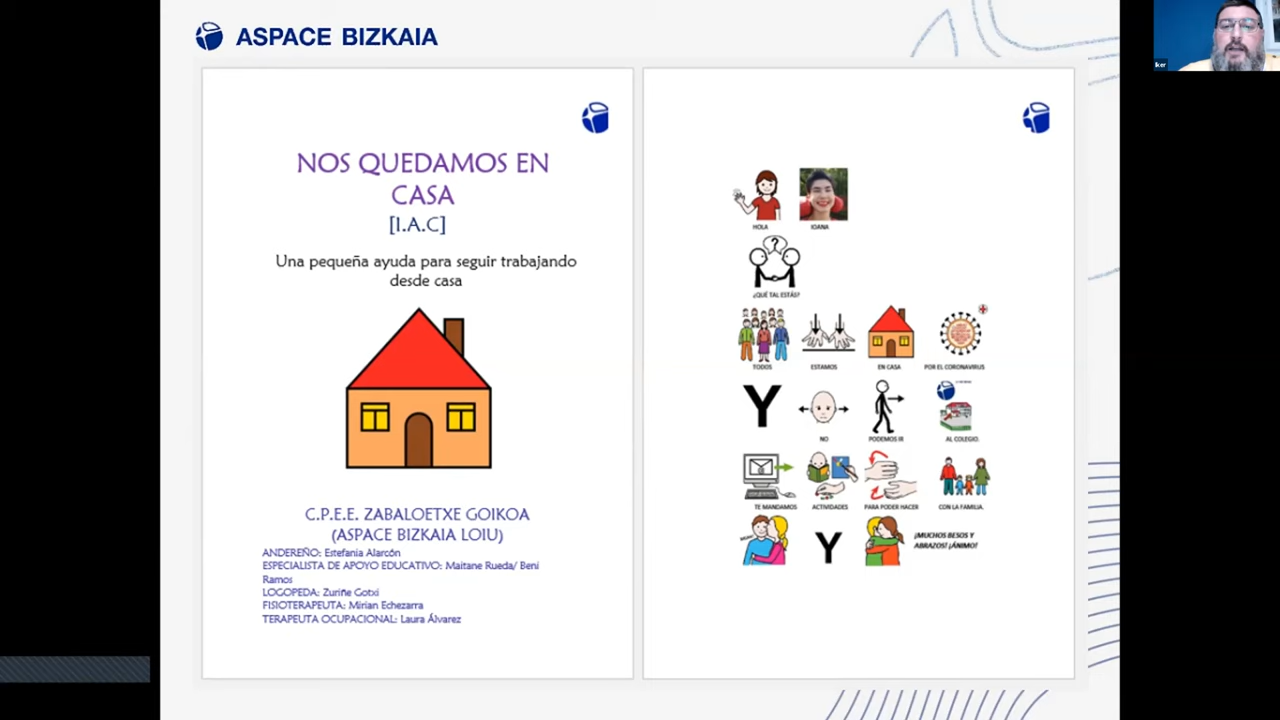 ASPACE BIZKAIA
Iker
NOS QUEDAMOS EN
CASA
[I.A.C]
Una pequeña ayuda para seguir trabajando
desde casa
C.P.E.E. ZABALOETXE GOIKOA
(ASPACE BIZKAIA LOIU)
ANDEREÑO: Estefania Alarcón
ESPECIALISTA DE APOYO EDUCATIVO: Maitane Rueda/ Beni
Ramos
LOGOPEDA: Zuriñe Gotxi
FISIOTERAPEUTA: Mirian Echezarra
TERAPEUTA OCUPACIONAL: Laura Álvarez
HOLA IOANA
?
¿QUÉ TAL ESTÁS?
TODOS ESTAMOS EN CASA POR EL CORONAVIRUS
Y NO PODEMOS IR AL COLEGIO.
TE MANDAMOS ACTIVIDADES PARA PODER HACER CON LA FAMILIA.
Y ¡MUCHOS BESOS Y
ABRAZOS! ¡ÁNIMO!